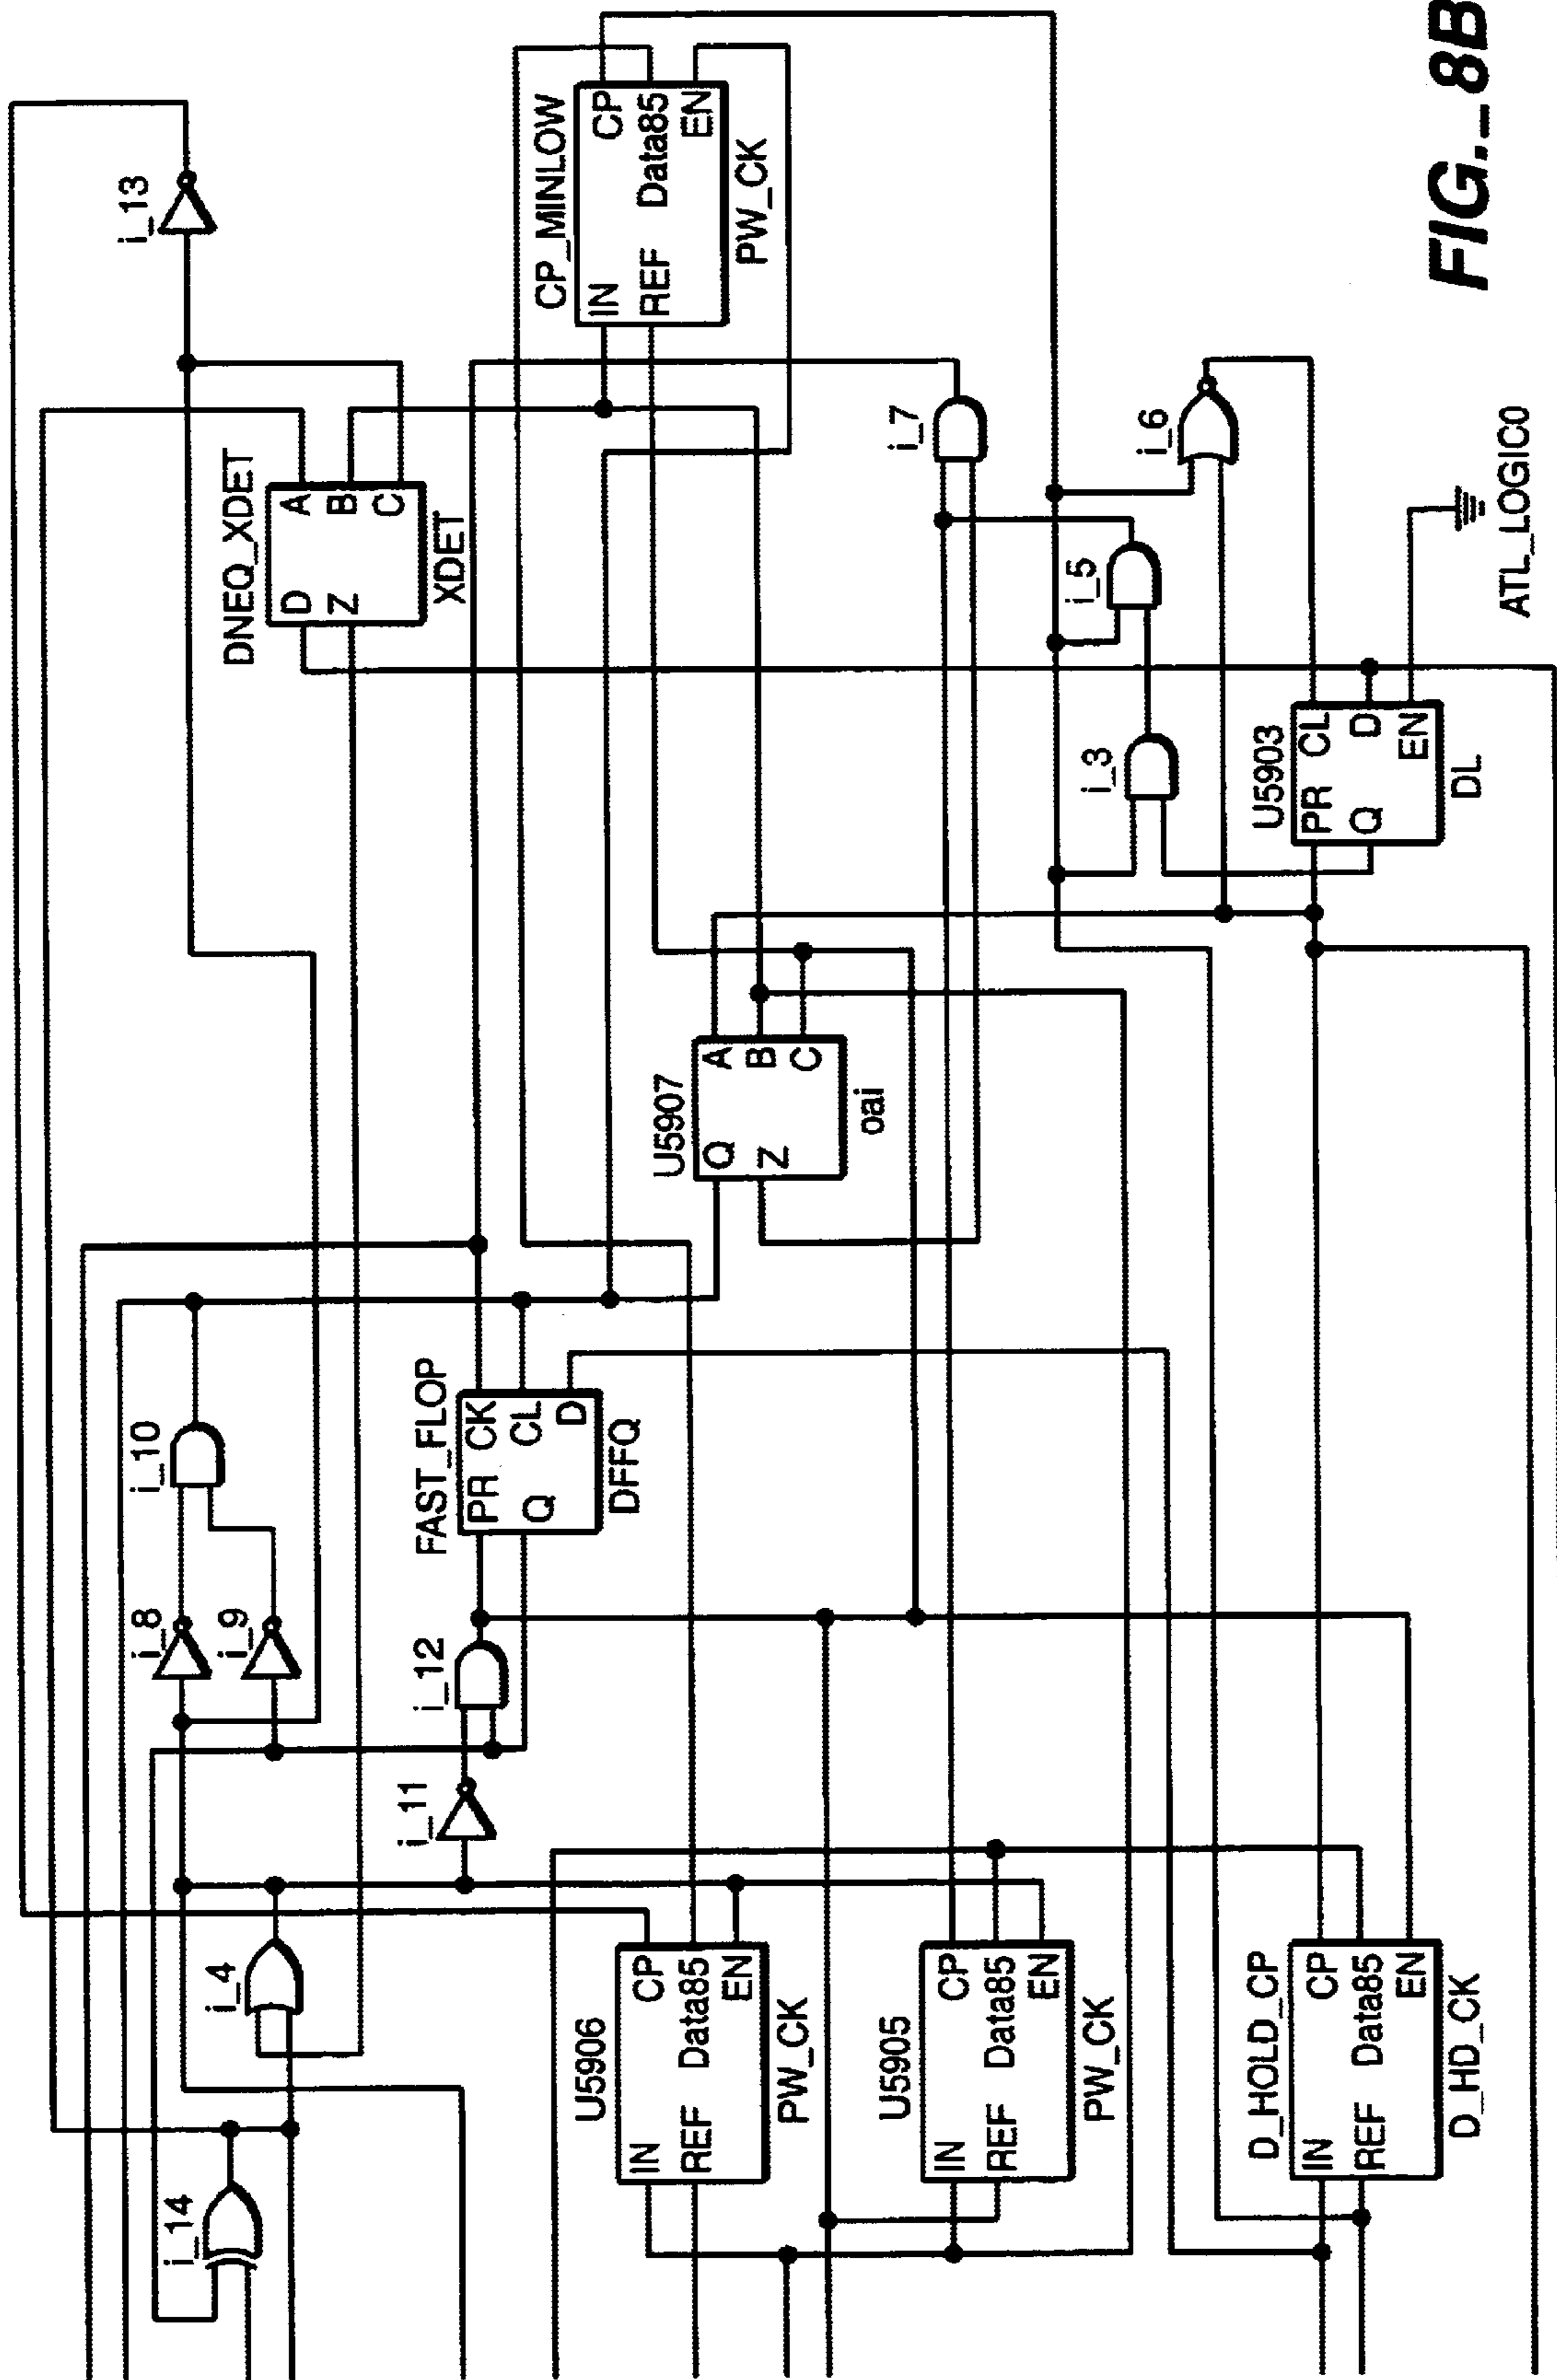 FIG._8B
i_13
CP_MINLOW
IN CP
REF Data85
EN
PW_CK
DNEQ_XDET
D A
Z B
C
XDET
i_7
i_6
i_5
ATL_LOGIC0
i_3
U5903
PR CL
Q D
EN
DL
U5907
Q A
Z B
C
oai
i_10
FAST_FLOP
PR CK
Q CL
D
DFFQ
i_8
i_9
i_12
i_11
i_4
U5906
IN CP
REF Data85
EN
PW_CK
U5905
IN CP
REF Data85
EN
PW_CK
D_HOLD_CP
IN CP
REF Data85
EN
D_HD_CK
i_14